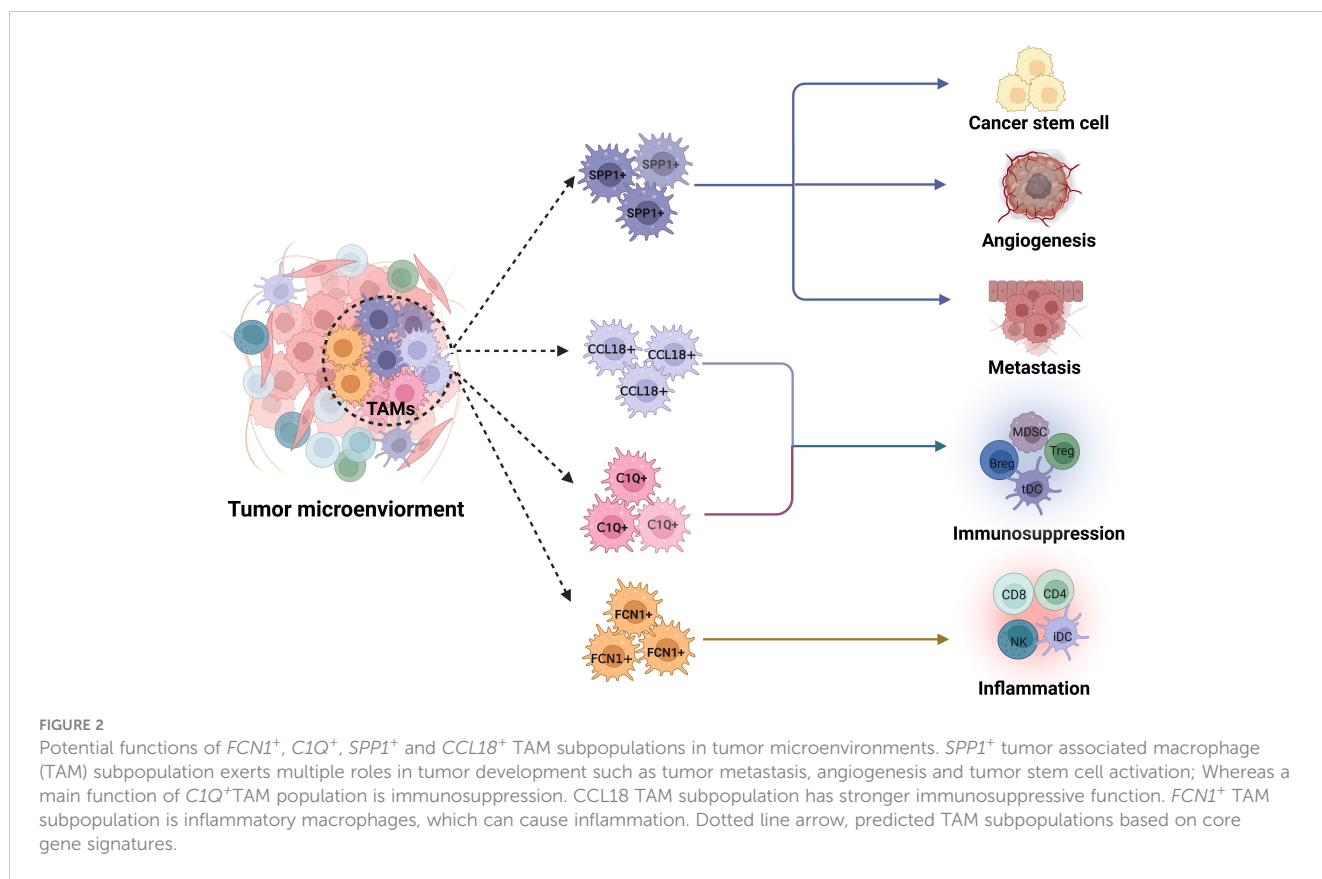 SPP1+
SPP1+
SPP1+
CCL18+
CCL18+
CCL18+
C1Q+
C1Q+
C1Q+
FCN1+
FCN1+
FCN1+
TAMs
Tumor microenviorment
Cancer stem cell
Angiogenesis
Metastasis
MDSC
Breg
Treg
tDC
Immunosuppression
CD8
CD4
NK
iDC
Inflammation
FIGURE 2
Potential functions of FCN1⁺, C1Q⁺, SPP1⁺ and CCL18⁺ TAM subpopulations in tumor microenvironments. SPP1⁺ tumor associated macrophage
(TAM) subpopulation exerts multiple roles in tumor development such as tumor metastasis, angiogenesis and tumor stem cell activation; Whereas a
main function of C1Q⁺TAM population is immunosuppression. CCL18 TAM subpopulation has stronger immunosuppressive function. FCN1⁺ TAM
subpopulation is inflammatory macrophages, which can cause inflammation. Dotted line arrow, predicted TAM subpopulations based on core
gene signatures.